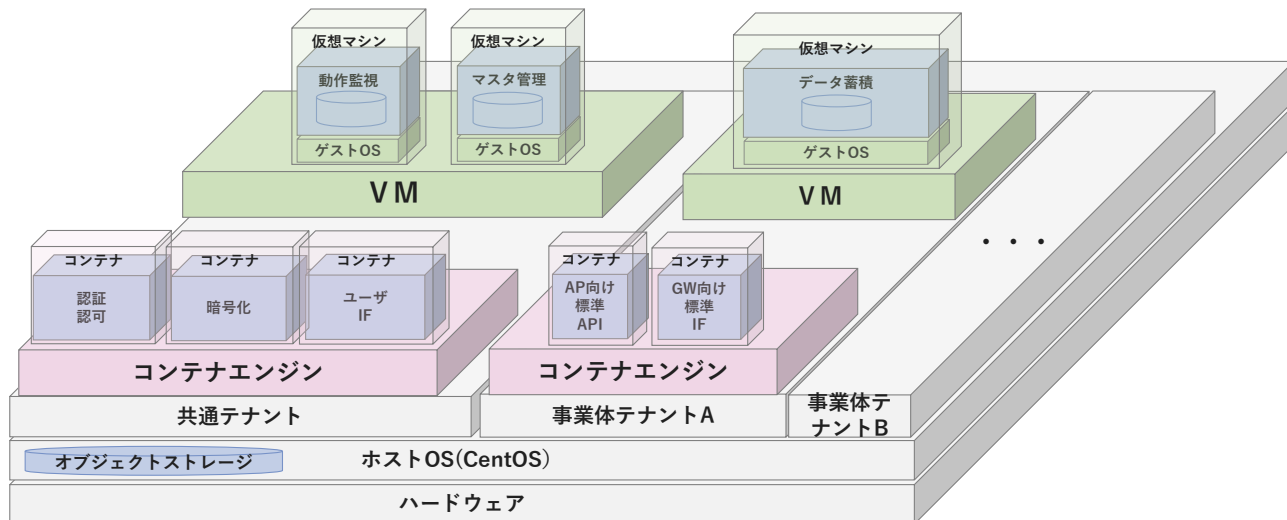 仮想マシン
動作監視
ゲストOS
仮想マシン
マスタ管理
ゲストOS
仮想マシン
データ蓄積
ゲストOS
VM
VM
・・・
コンテナ
認証
認可
コンテナ
暗号化
コンテナ
ユーザ
IF
コンテナ
AP向け
標準
API
コンテナ
GW向け
標準
IF
コンテナエンジン
コンテナエンジン
共通テナント
事業体テナントA
事業体テ
ナントB
オブジェクトストレージ
ホストOS(CentOS)
ハードウェア